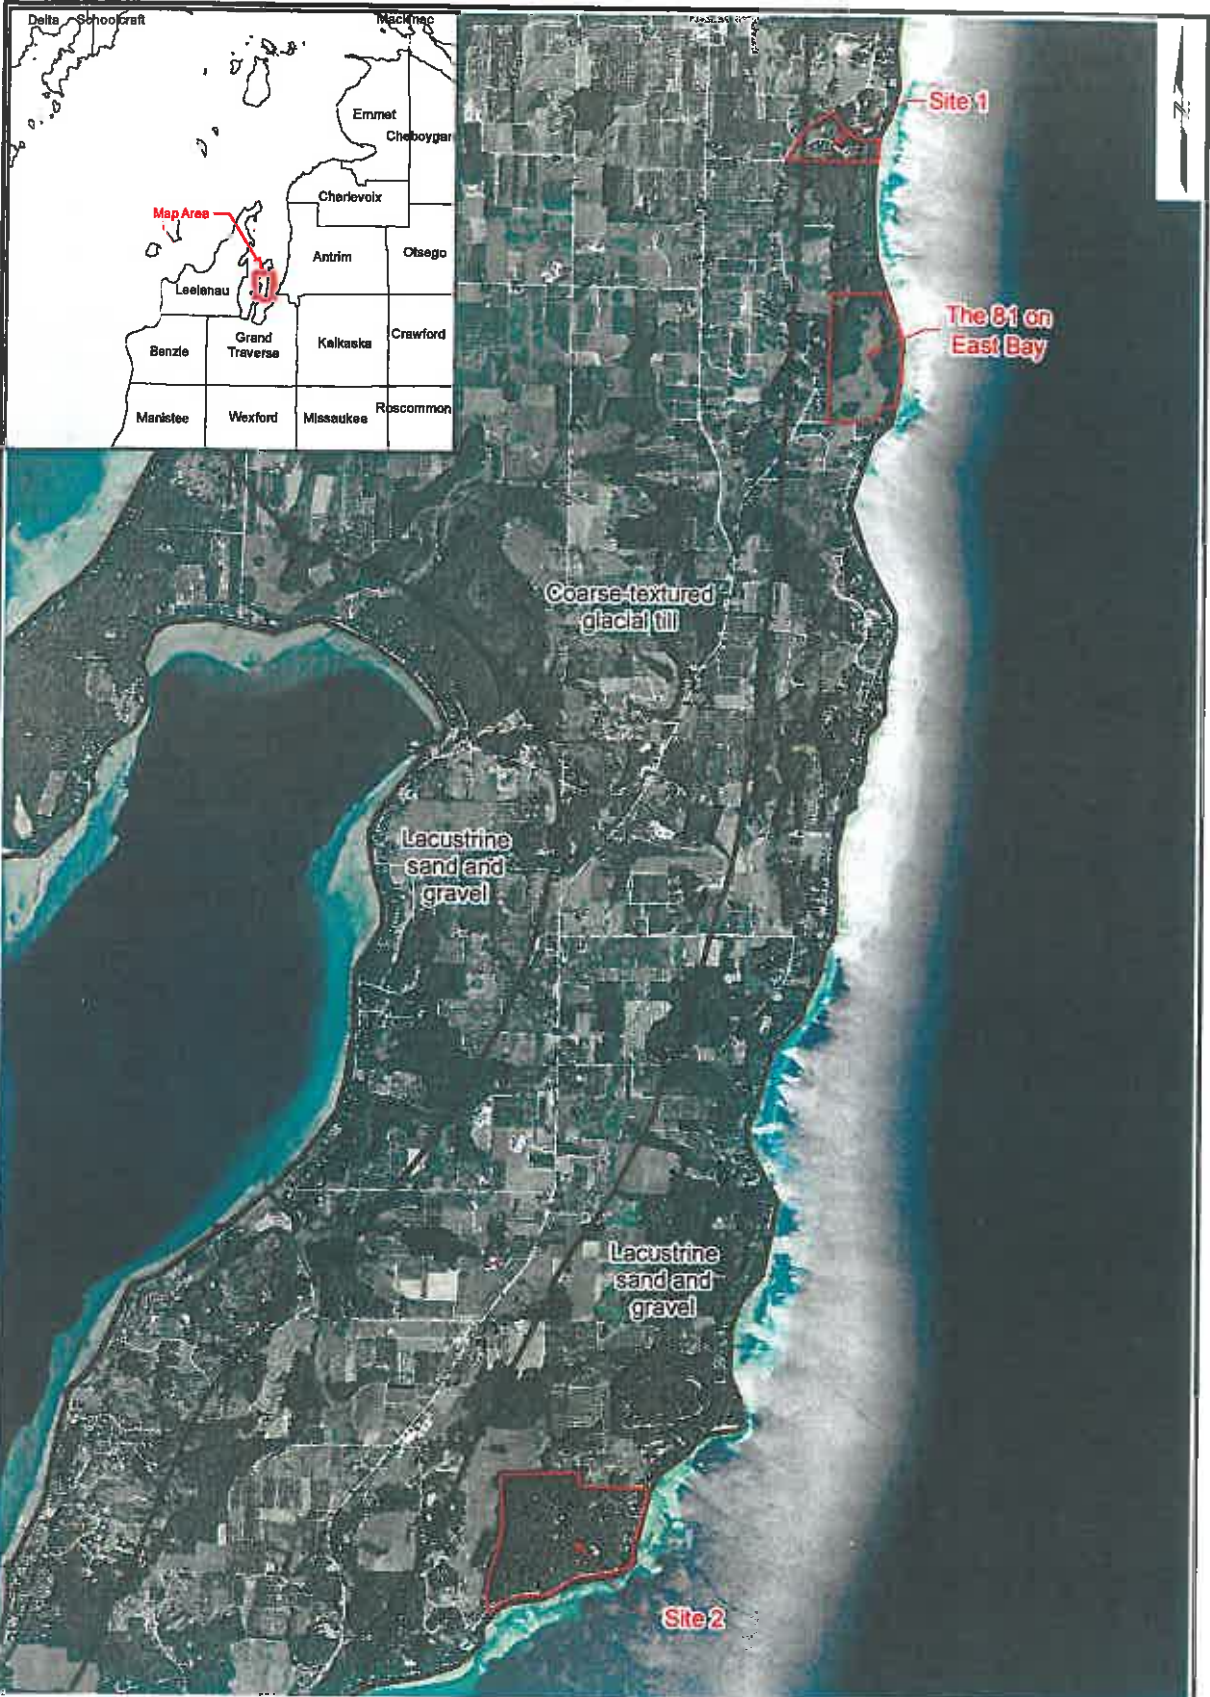 Delta
Schoolcraft
Mackinac
Emmet
Cheboygan
Charlevoix
Map Area
Antrim
Otsego
Leelanau
Benzie
Grand
Traverse
Kalkaska
Crawford
Manistee
Wexford
Missaukee
Roscommon
Site 1
The 81 on
East Bay
Coarse-textured
glacial till
Lacustrine
sand and
gravel
Lacustrine
sand and
gravel
Site 2